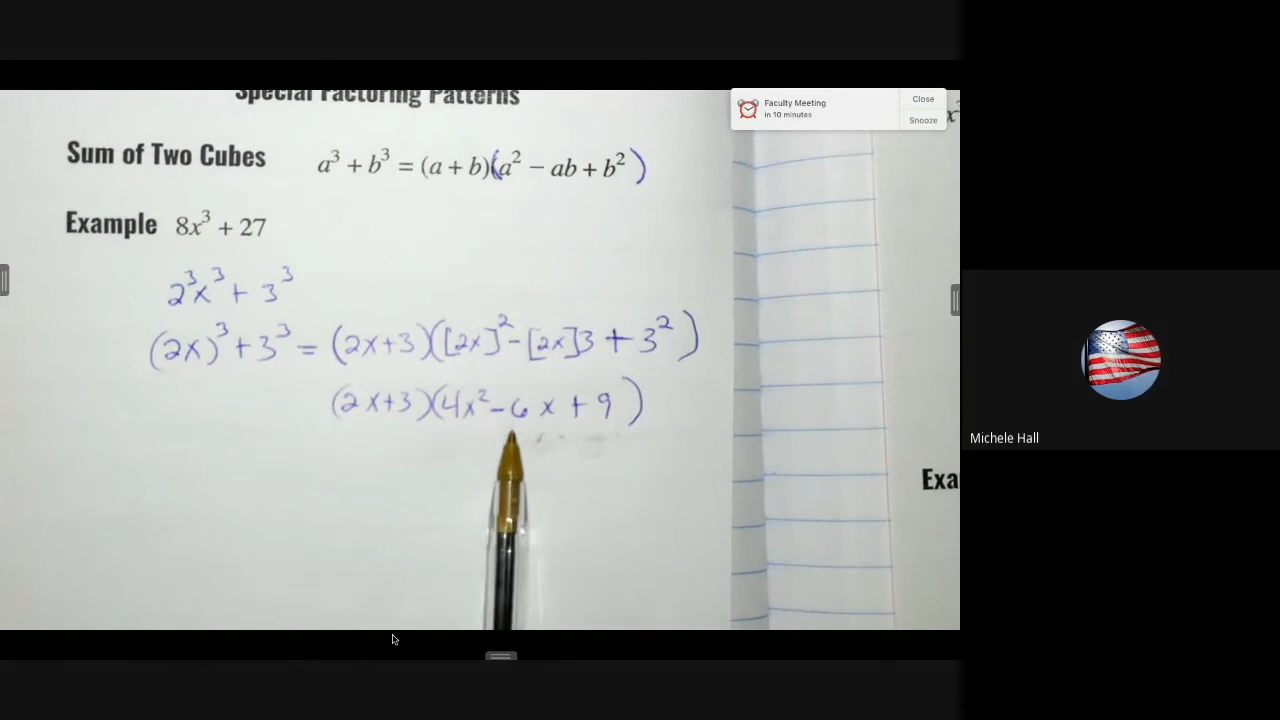 Special Factoring Patterns
Faculty Meeting
in 10 minutes
Close
Snooze
Sum of Two Cubes a³ + b³ = (a + b)(a² − ab + b²)
Example 8x³ + 27
2³x³ + 3³
(2x)³ + 3³ = (2x+3)([2x]² - [2x]3 + 3²)
(2x+3)(4x² - 6x + 9)
Michele Hall
Exa